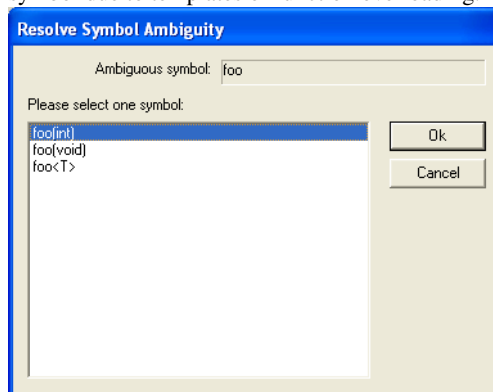 Resolve Symbol Ambiguity
Ambiguous symbol: foo
Please select one symbol:
foo(int)
foo(void)
foo<T>
Ok
Cancel